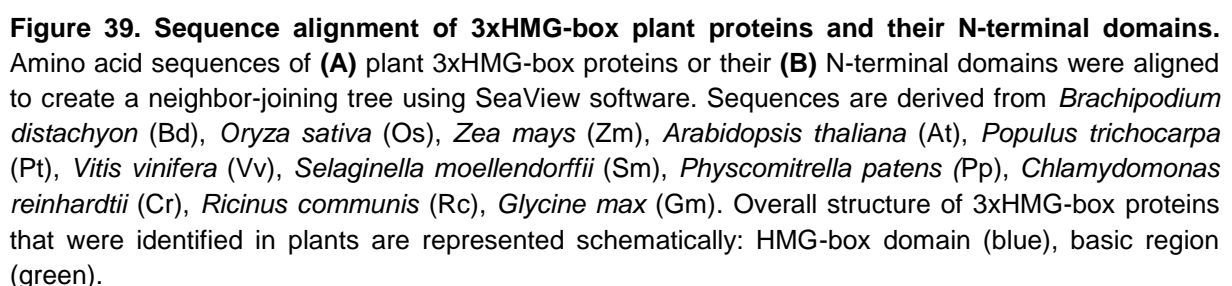 Figure 39. Sequence alignment of 3xHMG-box plant proteins and their N-terminal domains.
Amino acid sequences of (A) plant 3xHMG-box proteins or their (B) N-terminal domains were aligned
to create a neighbor-joining tree using SeaView software. Sequences are derived from Brachipodium
distachyon (Bd), Oryza sativa (Os), Zea mays (Zm), Arabidopsis thaliana (At), Populus trichocarpa
(Pt), Vitis vinifera (Vv), Selaginella moellendorffii (Sm), Physcomitrella patens (Pp), Chlamydomonas
reinhardtii (Cr), Ricinus communis (Rc), Glycine max (Gm). Overall structure of 3xHMG-box proteins
that were identified in plants are represented schematically: HMG-box domain (blue), basic region
(green).